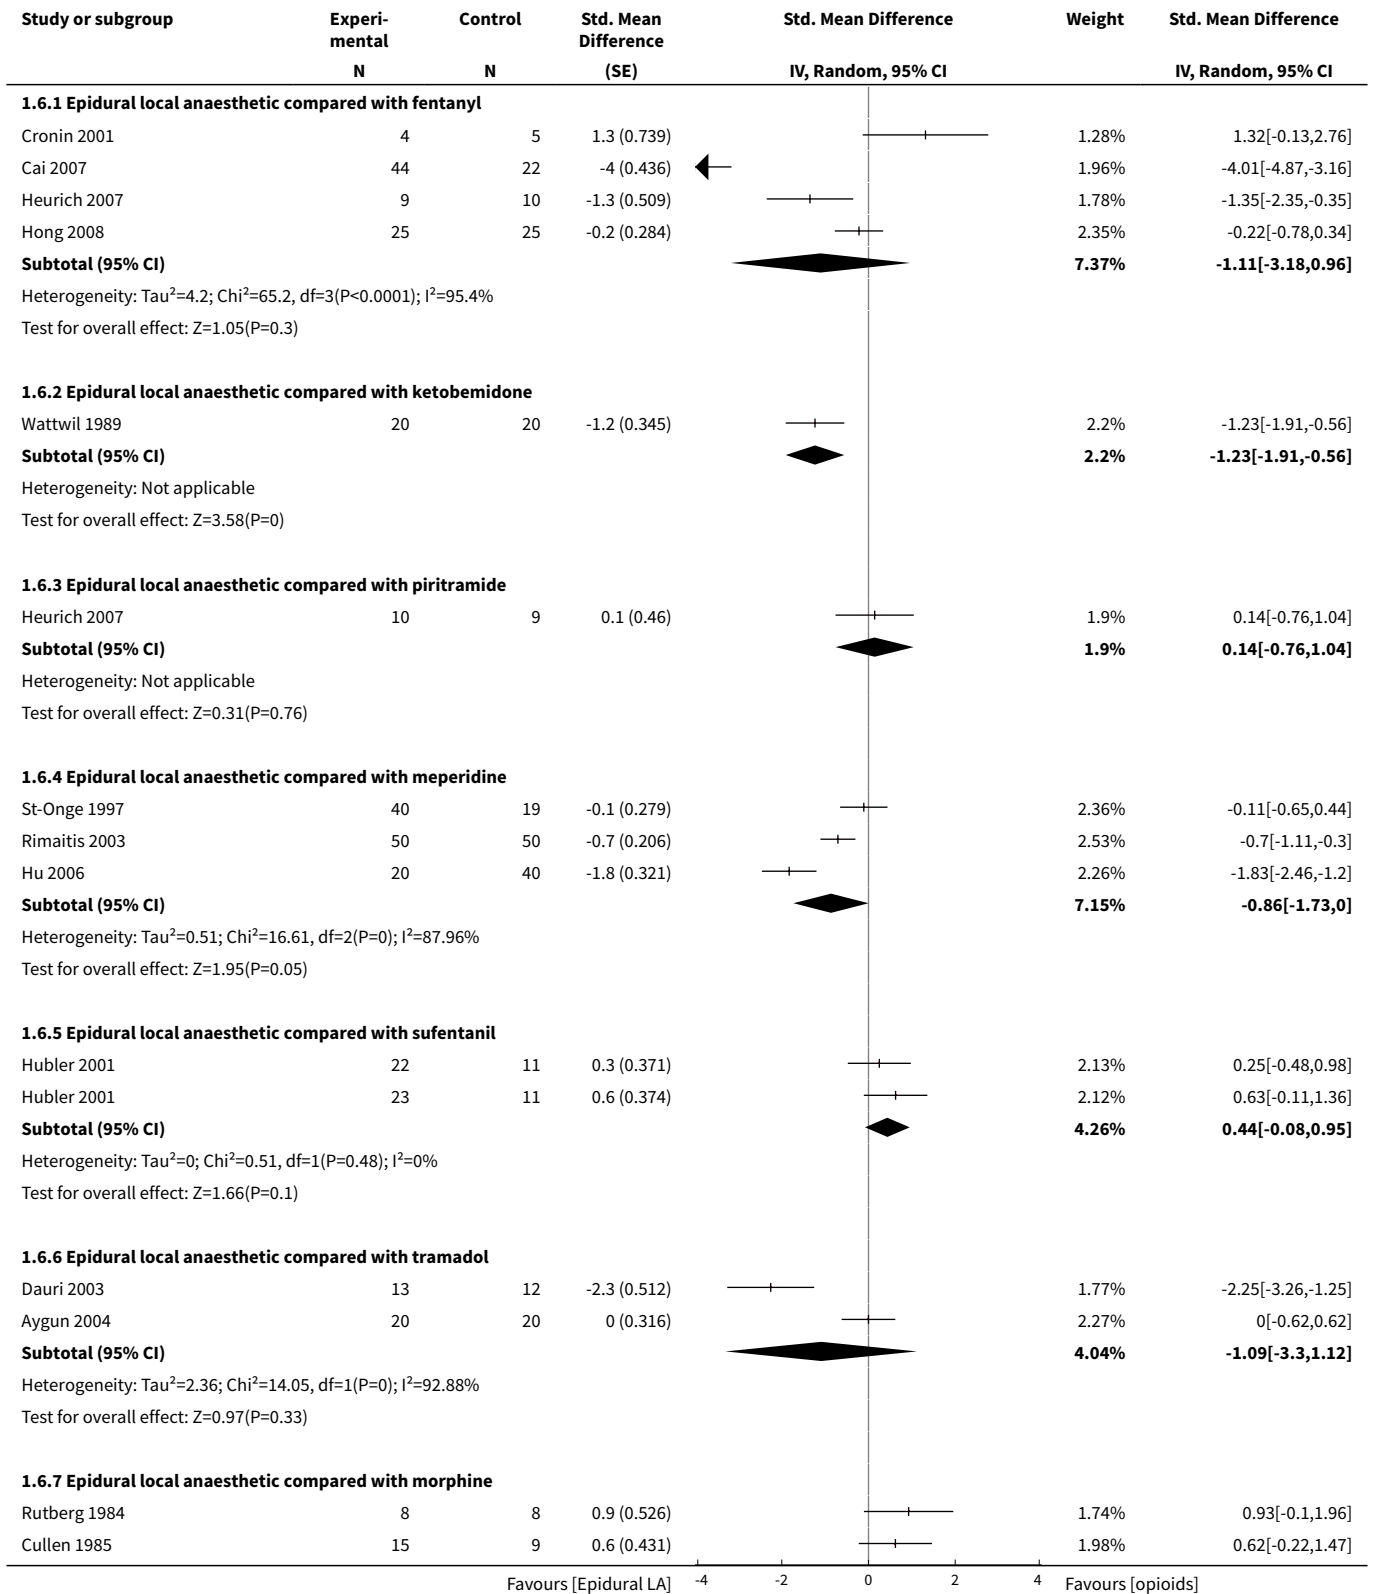 Study or subgroup Experi- Control Std. Mean Std. Mean Difference Weight Std. Mean Difference
mental Difference
N N (SE) IV, Random, 95% CI IV, Random, 95% CI
1.6.1 Epidural local anaesthetic compared with fentanyl
Cronin 2001 4 5 1.3 (0.739) 1.28% 1.32[-0.13,2.76]
Cai 2007 44 22 -4 (0.436) 1.96% -4.01[-4.87,-3.16]
Heurich 2007 9 10 -1.3 (0.509) 1.78% -1.35[-2.35,-0.35]
Hong 2008 25 25 -0.2 (0.284) 2.35% -0.22[-0.78,0.34]
Subtotal (95% CI) 7.37% -1.11[-3.18,0.96]
Heterogeneity: Tau²=4.2; Chi²=65.2, df=3(P<0.0001); I²=95.4%
Test for overall effect: Z=1.05(P=0.3)
1.6.2 Epidural local anaesthetic compared with ketobemidone
Wattwil 1989 20 20 -1.2 (0.345) 2.2% -1.23[-1.91,-0.56]
Subtotal (95% CI) 2.2% -1.23[-1.91,-0.56]
Heterogeneity: Not applicable
Test for overall effect: Z=3.58(P=0)
1.6.3 Epidural local anaesthetic compared with piritramide
Heurich 2007 10 9 0.1 (0.46) 1.9% 0.14[-0.76,1.04]
Subtotal (95% CI) 1.9% 0.14[-0.76,1.04]
Heterogeneity: Not applicable
Test for overall effect: Z=0.31(P=0.76)
1.6.4 Epidural local anaesthetic compared with meperidine
St-Onge 1997 40 19 -0.1 (0.279) 2.36% -0.11[-0.65,0.44]
Rimaitis 2003 50 50 -0.7 (0.206) 2.53% -0.7[-1.11,-0.3]
Hu 2006 20 40 -1.8 (0.321) 2.26% -1.83[-2.46,-1.2]
Subtotal (95% CI) 7.15% -0.86[-1.73,0]
Heterogeneity: Tau²=0.51; Chi²=16.61, df=2(P=0); I²=87.96%
Test for overall effect: Z=1.95(P=0.05)
1.6.5 Epidural local anaesthetic compared with sufentanil
Hubler 2001 22 11 0.3 (0.371) 2.13% 0.25[-0.48,0.98]
Hubler 2001 23 11 0.6 (0.374) 2.12% 0.63[-0.11,1.36]
Subtotal (95% CI) 4.26% 0.44[-0.08,0.95]
Heterogeneity: Tau²=0; Chi²=0.51, df=1(P=0.48); I²=0%
Test for overall effect: Z=1.66(P=0.1)
1.6.6 Epidural local anaesthetic compared with tramadol
Dauri 2003 13 12 -2.3 (0.512) 1.77% -2.25[-3.26,-1.25]
Aygun 2004 20 20 0 (0.316) 2.27% 0[-0.62,0.62]
Subtotal (95% CI) 4.04% -1.09[-3.3,1.12]
Heterogeneity: Tau²=2.36; Chi²=14.05, df=1(P=0); I²=92.88%
Test for overall effect: Z=0.97(P=0.33)
1.6.7 Epidural local anaesthetic compared with morphine
Rutberg 1984 8 8 0.9 (0.526) 1.74% 0.93[-0.1,1.96]
Cullen 1985 15 9 0.6 (0.431) 1.98% 0.62[-0.22,1.47]
Favours [Epidural LA] -4 -2 0 2 4 Favours [opioids]